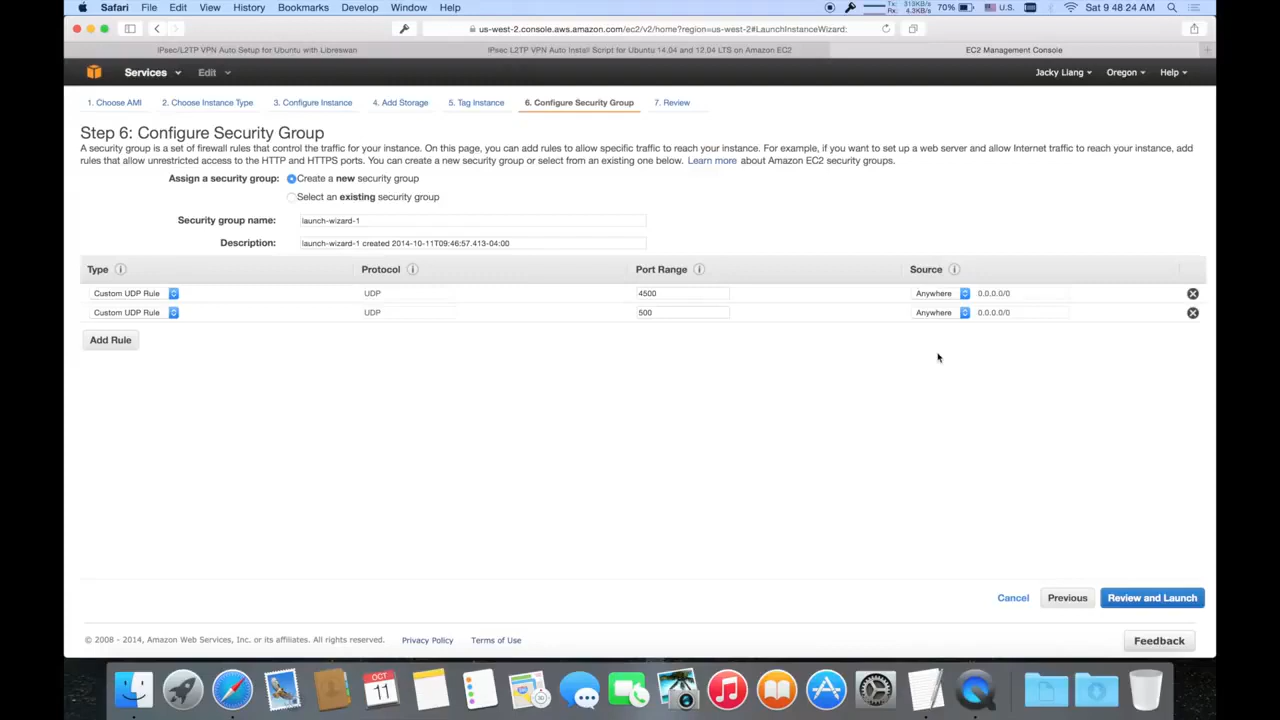 Safari File Edit View History Bookmarks Develop Window Help Tx: 313KB/s Rx: 4.3KB/s 70% U.S. Sat 9 48 24 AM
us-west-2.console.aws.amazon.com/ec2/v2/home?region=us-west-2#LaunchInstanceWizard:
IPsec/L2TP VPN Auto Setup for Ubuntu with Libreswan IPsec L2TP VPN Auto Install Script for Ubuntu 14.04 and 12.04 LTS on Amazon EC2 EC2 Management Console
Services Edit Jacky Liang Oregon Help
1. Choose AMI 2. Choose Instance Type 3. Configure Instance 4. Add Storage 5. Tag Instance 6. Configure Security Group 7. Review
Step 6: Configure Security Group
A security group is a set of firewall rules that control the traffic for your instance. On this page, you can add rules to allow specific traffic to reach your instance. For example, if you want to set up a web server and allow Internet traffic to reach your instance, add
rules that allow unrestricted access to the HTTP and HTTPS ports. You can create a new security group or select from an existing one below. Learn more about Amazon EC2 security groups.
Assign a security group: Create a new security group
Select an existing security group
Security group name: launch-wizard-1
Description: launch-wizard-1 created 2014-10-11T09:46:57.413-04:00
Type Protocol Port Range Source
Custom UDP Rule UDP 4500 Anywhere 0.0.0.0/0
Custom UDP Rule UDP 500 Anywhere 0.0.0.0/0
Add Rule
Cancel Previous Review and Launch
© 2008 - 2014, Amazon Web Services, Inc. or its affiliates. All rights reserved. Privacy Policy Terms of Use Feedback
OCT
11